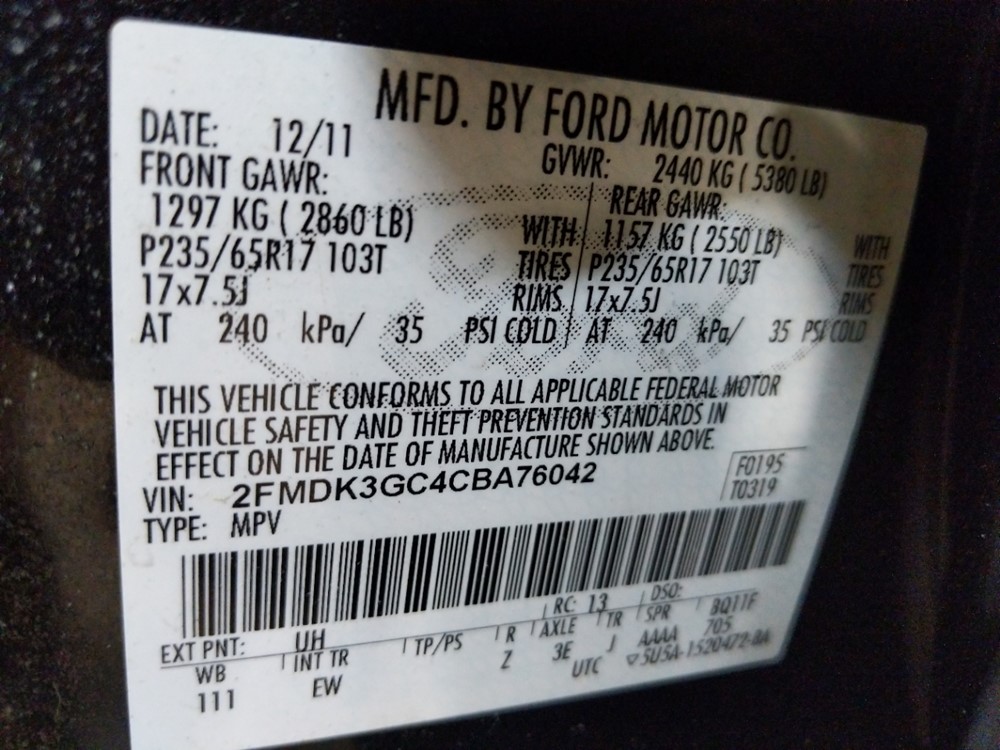 MFD. BY FORD MOTOR CO.
DATE: 12/11 GVWR: 2440 KG ( 5380 LB)
FRONT GAWR: REAR GAWR:
1297 KG ( 2860 LB) WITH 1157 KG ( 2550 LB) WITH
P235/65R17 103T TIRES P235/65R17 103T TIRES
17x7.5J RIMS 17x7.5J RIMS
AT 240 kPa/ 35 PSI COLD AT 240 kPa/ 35 PSI COLD
THIS VEHICLE CONFORMS TO ALL APPLICABLE FEDERAL MOTOR
VEHICLE SAFETY AND THEFT PREVENTION STANDARDS IN
EFFECT ON THE DATE OF MANUFACTURE SHOWN ABOVE.
VIN: 2FMDK3GC4CBA76042 F0195
TYPE: MPV T0319
EXT PNT: UH RC: 13 DSO:
WB INT TR TP/PS R AXLE TR SPR BQ11F
111 EW Z 3E J AAAA 705
UTC ▽5U5A-1520472-BA